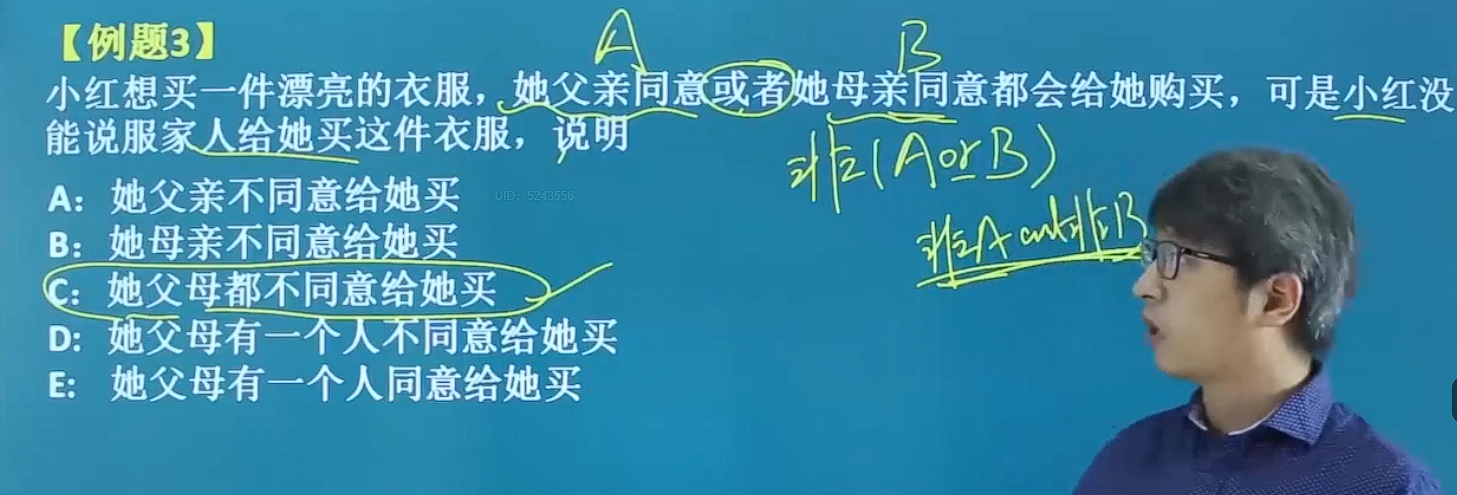 【例题3】
A
B
小红想买一件漂亮的衣服，她父亲同意或者她母亲同意都会给她购买，可是小红没
能说服家人给她买这件衣服，说明
非(A or B)
A：她父亲不同意给她买
UID：5243556
非A and 非B
B：她母亲不同意给她买
C：她父母都不同意给她买
D: 她父母有一个人不同意给她买
E: 她父母有一个人同意给她买